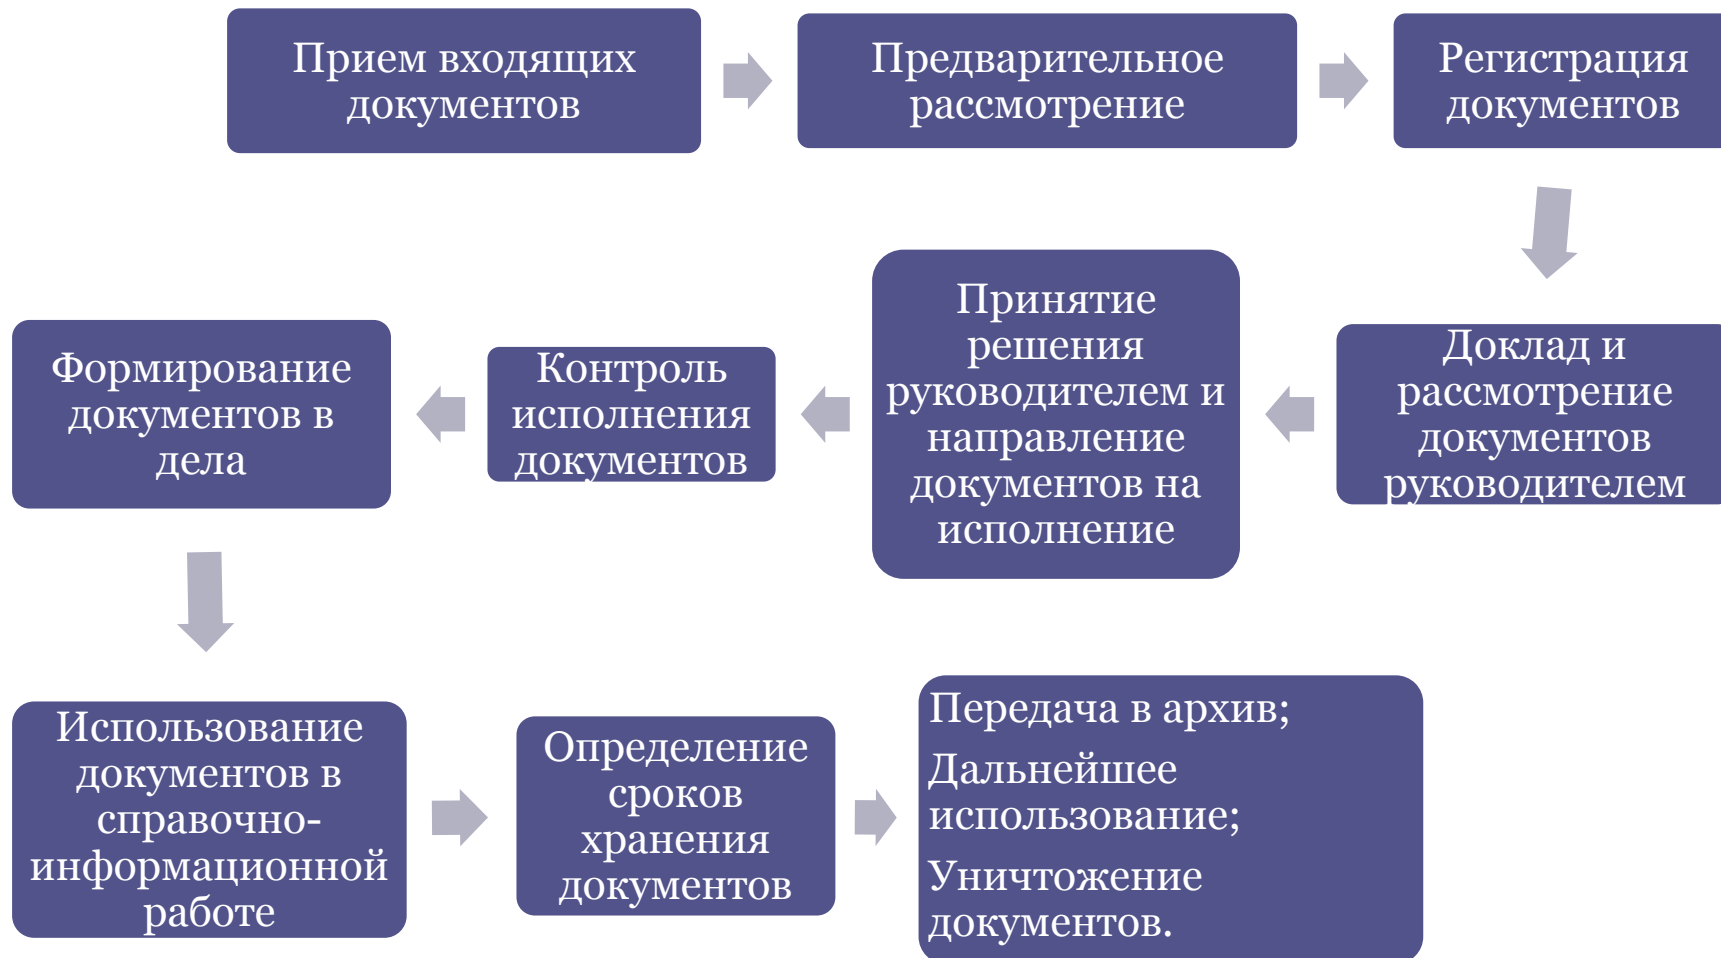 Прием входящих
документов
Предварительное
рассмотрение
Регистрация
документов
Доклад и
рассмотрение
документов
руководителем
Принятие
решения
руководителем и
направление
документов на
исполнение
Контроль
исполнения
документов
Формирование
документов в
дела
Использование
документов в
справочно-
информационной
работе
Определение
сроков
хранения
документов
Передача в архив;
Дальнейшее
использование;
Уничтожение
документов.